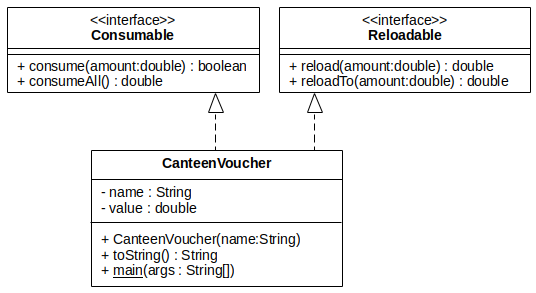 <<interface>>
Consumable
+ consume(amount:double) : boolean
+ consumeAll() : double
<<interface>>
Reloadable
+ reload(amount:double) : double
+ reloadTo(amount:double) : double
CanteenVoucher
- name : String
- value : double
+ CanteenVoucher(name:String)
+ toString() : String
+ main(args : String[])